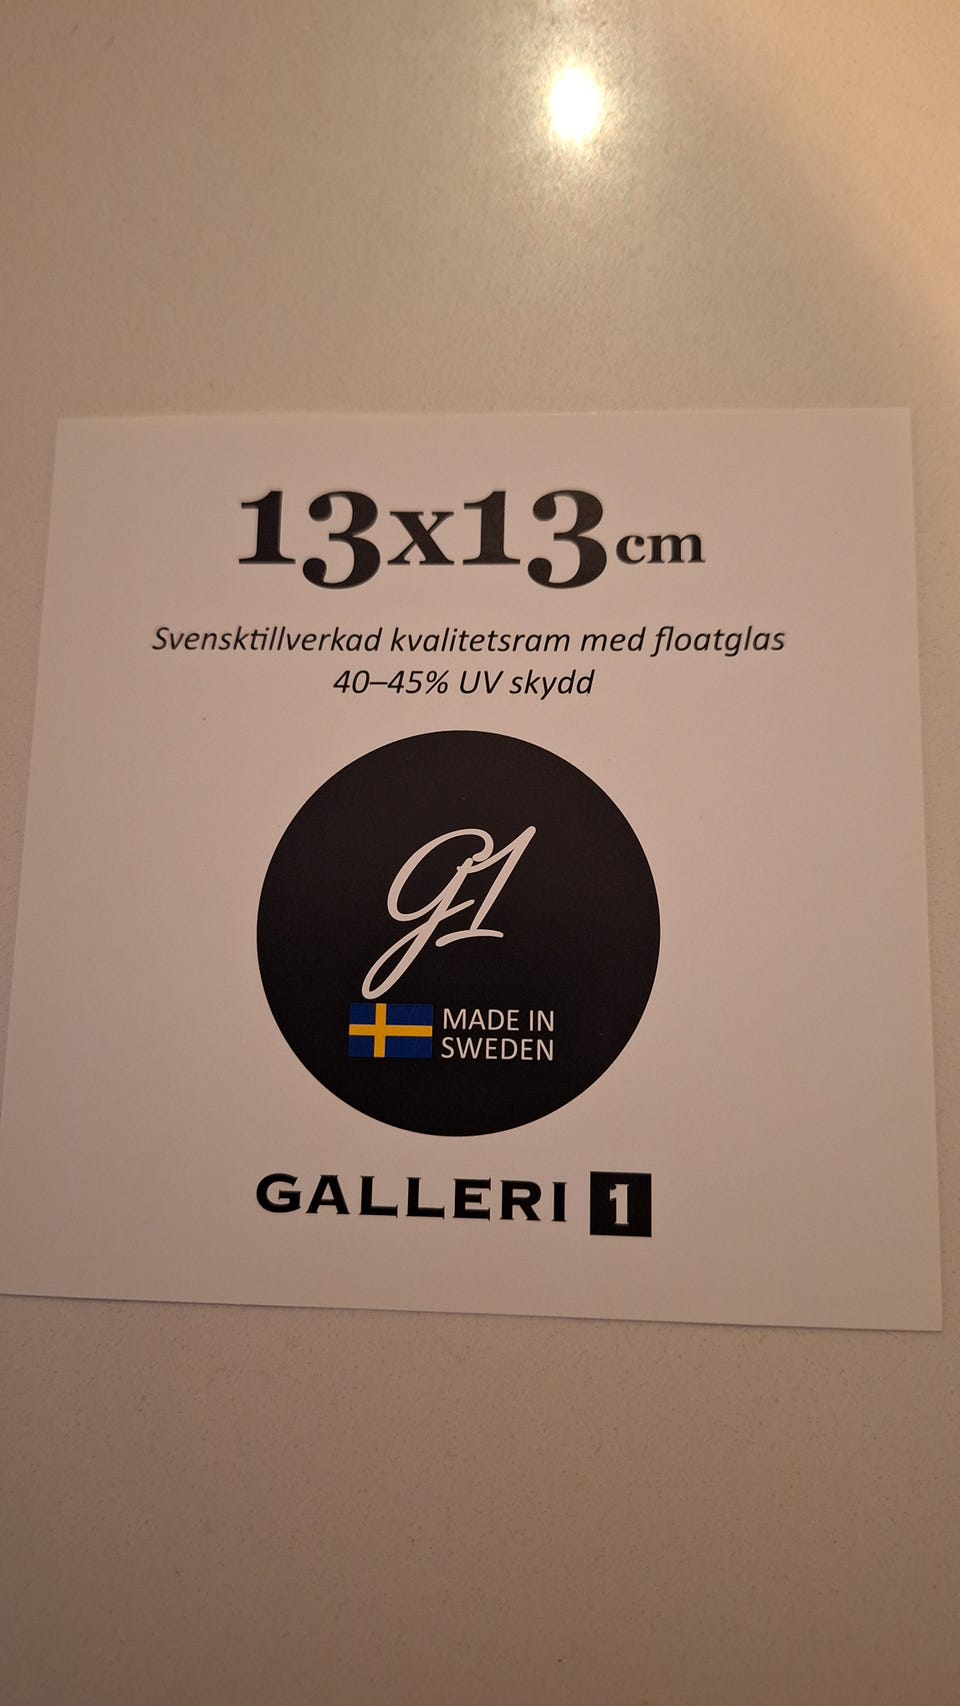 13x13cm
Svensktillverkad kvalitetsram med floatglas
40–45% UV skydd
G1
MADE IN
SWEDEN
GALLERI 1